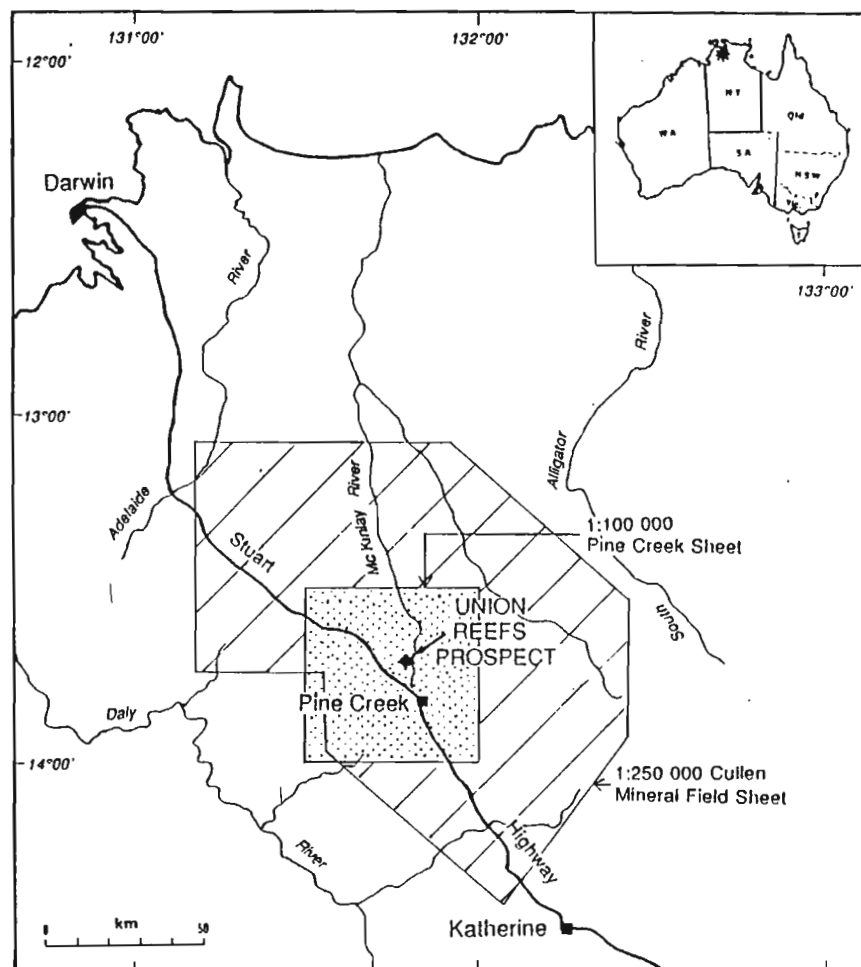 131°00'
132°00'
12°00'
NT
Qld
WA
SA
NSW
Darwin
River
River
133°00'
13°00'
Alligator
River
Mc Kinlay
Adelaide
Stuart
1:100 000
Pine Creek Sheet
UNION
REEFS
PROSPECT
South
Pine Creek
Daly
14°00'
1:250 000 Cullen
Mineral Field Sheet
River
Highway
km
0 50
Katherine